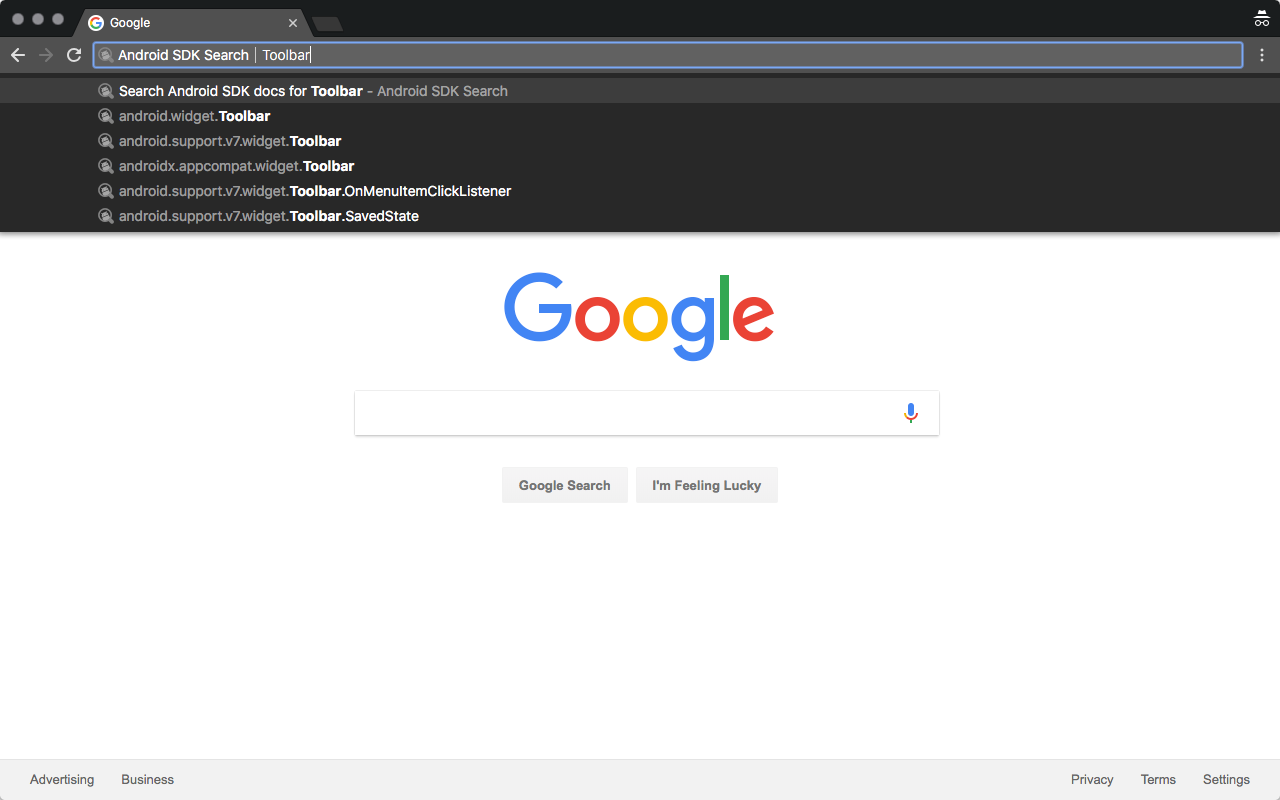 Google
Android SDK Search | Toolbar
Search Android SDK docs for Toolbar - Android SDK Search
android.widget.Toolbar
android.support.v7.widget.Toolbar
androidx.appcompat.widget.Toolbar
android.support.v7.widget.Toolbar.OnMenuItemClickListener
android.support.v7.widget.Toolbar.SavedState
Google
Google Search I'm Feeling Lucky
Advertising Business Privacy Terms Settings